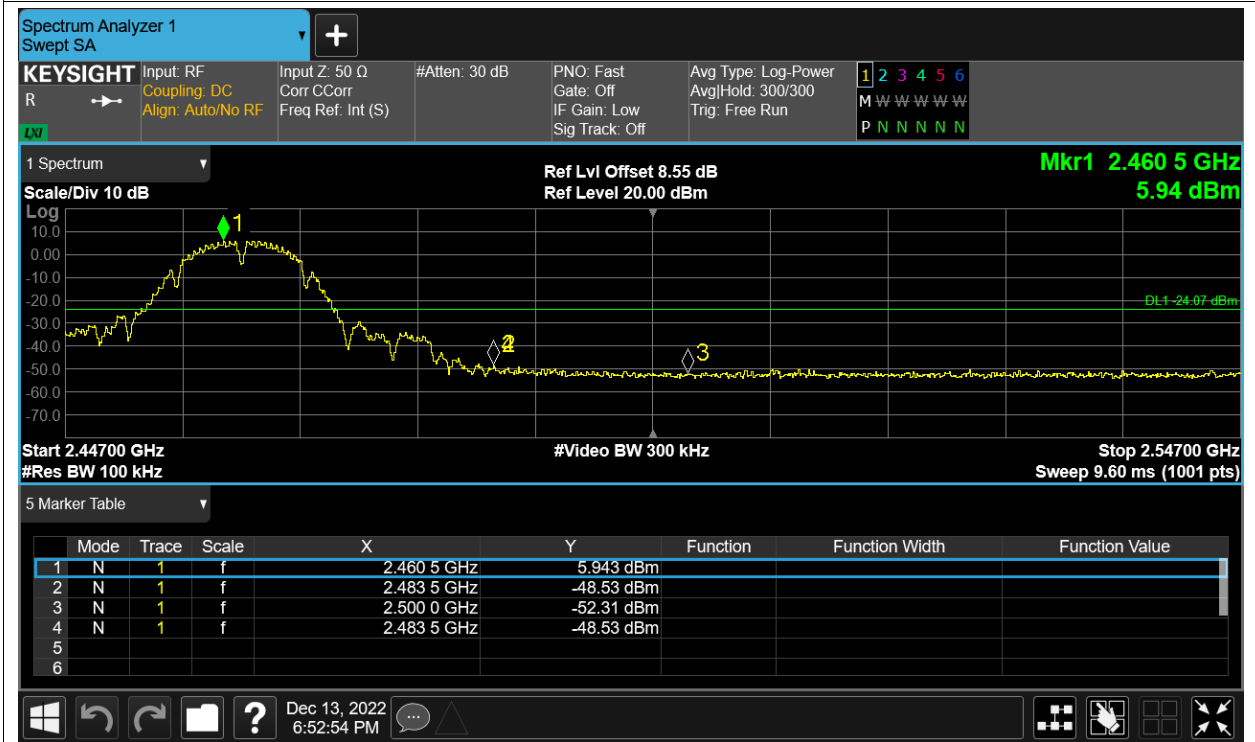 Spectrum Analyzer 1
Swept SA
+
KEYSIGHT Input: RF Input Z: 50 Ω #Atten: 30 dB PNO: Fast Avg Type: Log-Power 1 2 3 4 5 6
R Coupling: DC Corr CCorr Gate: Off Avg|Hold: 300/300 M W W W W W
Align: Auto/No RF Freq Ref: Int (S) IF Gain: Low Trig: Free Run
LXI Sig Track: Off P N N N N N
1 Spectrum Ref Lvl Offset 8.55 dB Mkr1 2.460 5 GHz
Scale/Div 10 dB Ref Level 20.00 dBm 5.94 dBm
Log
1
10.0
0.00
-10.0
-20.0
DL1 -24.07 dBm
-30.0
-40.0
3
-50.0
-60.0
-70.0
Start 2.44700 GHz #Video BW 300 kHz Stop 2.54700 GHz
#Res BW 100 kHz Sweep 9.60 ms (1001 pts)
5 Marker Table
Mode Trace Scale X Y Function Function Width Function Value
1 N 1 f 2.460 5 GHz 5.943 dBm
2 N 1 f 2.483 5 GHz -48.53 dBm
3 N 1 f 2.500 0 GHz -52.31 dBm
4 N 1 f 2.483 5 GHz -48.53 dBm
5
6
? Dec 13, 2022
6:52:54 PM